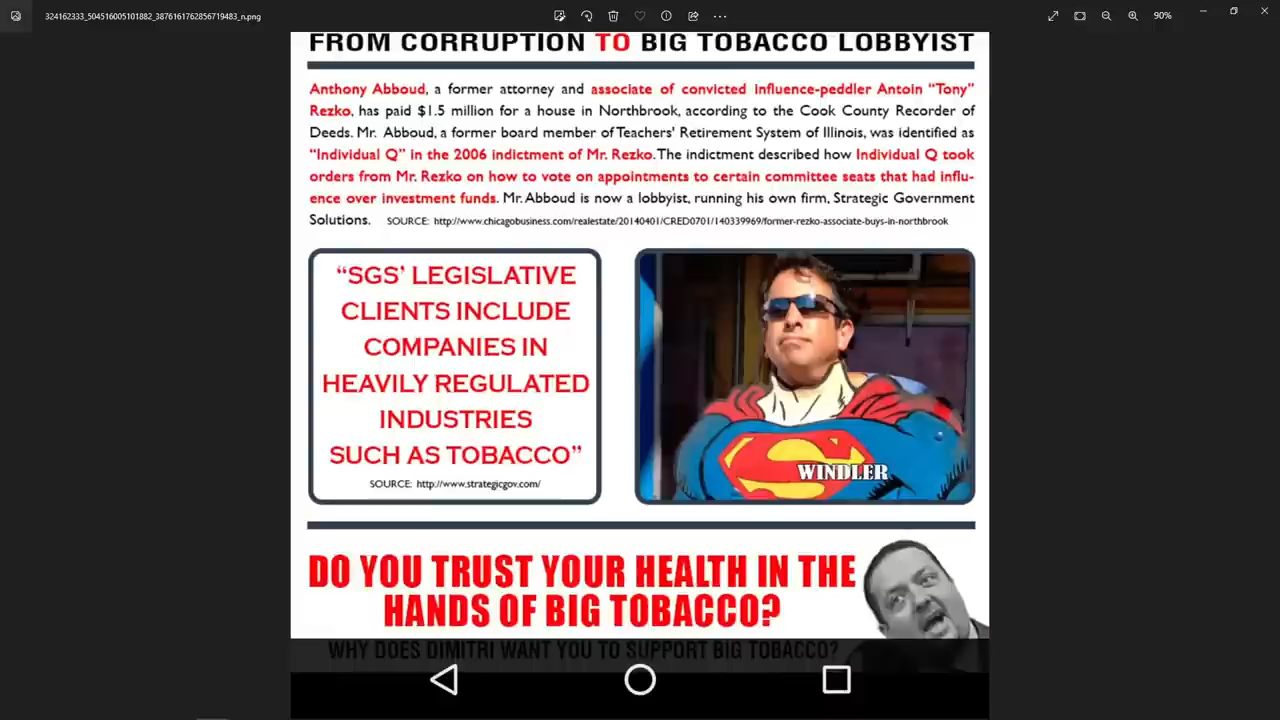 324162333_504516005101882_3876161762856719483_n.png
90%
FROM CORRUPTION TO BIG TOBACCO LOBBYIST
Anthony Abboud, a former attorney and associate of convicted influence-peddler Antoin “Tony”
Rezko, has paid $1.5 million for a house in Northbrook, according to the Cook County Recorder of
Deeds. Mr. Abboud, a former board member of Teachers' Retirement System of Illinois, was identified as
“Individual Q” in the 2006 indictment of Mr. Rezko. The indictment described how Individual Q took
orders from Mr. Rezko on how to vote on appointments to certain committee seats that had influ-
ence over investment funds. Mr. Abboud is now a lobbyist, running his own firm, Strategic Government
Solutions. SOURCE: http://www.chicagobusiness.com/realestate/20140401/CRED0701/140339969/former-rezko-associate-buys-in-northbrook
“SGS’ LEGISLATIVE
CLIENTS INCLUDE
COMPANIES IN
HEAVILY REGULATED
INDUSTRIES
SUCH AS TOBACCO”
SOURCE: http://www.strategicgov.com/
WINDLER
DO YOU TRUST YOUR HEALTH IN THE
HANDS OF BIG TOBACCO?
WHY DOES DIMITRI WANT YOU TO SUPPORT BIG TOBACCO?